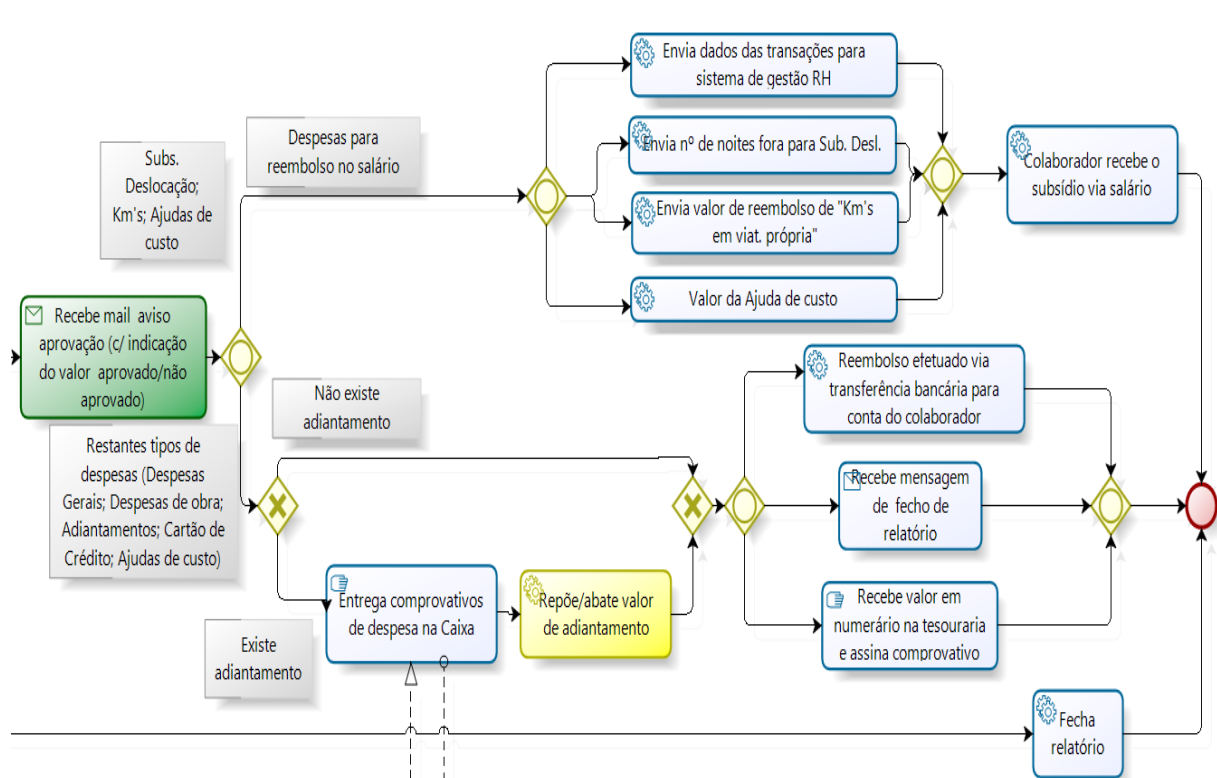 Envia dados das transações para
sistema de gestão RH
Despesas para
reembolso no salário
Envia nº de noites fora para Sub. Desl.
Subs.
Deslocação;
Km's; Ajudas de
custo
Colaborador recebe o
subsídio via salário
Envia valor de reembolso de "Km's
em viat. própria"
Valor da Ajuda de custo
Recebe mail aviso
aprovação (c/ indicação
do valor aprovado/não
aprovado)
Reembolso efetuado via
transferência bancária para
conta do colaborador
Não existe
adiantamento
Restantes tipos de
despesas (Despesas
Gerais; Despesas de obra;
Adiantamentos; Cartão de
Crédito; Ajudas de custo)
Recebe mensagem
de fecho de
relatório
Entrega comprovativos
de despesa na Caixa
Repõe/abate valor
de adiantamento
Recebe valor em
numerário na tesouraria
e assina comprovativo
Existe
adiantamento
Fecha
relatório